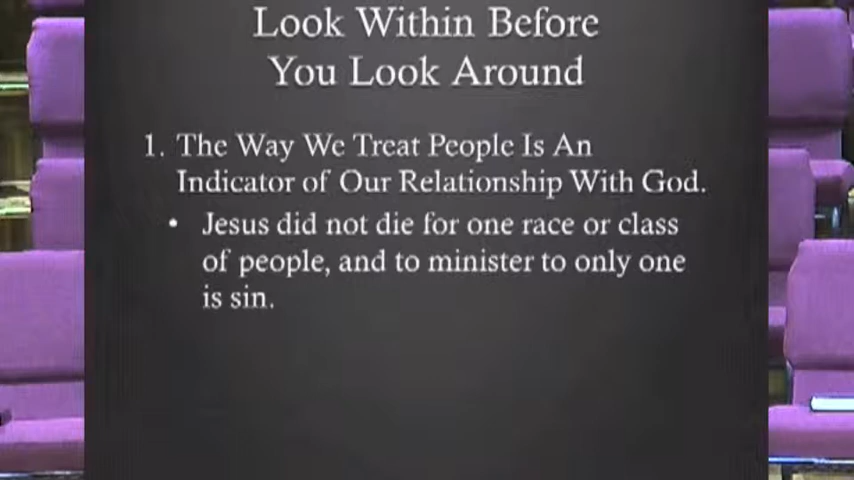 Look Within Before
You Look Around
1. The Way We Treat People Is An
Indicator of Our Relationship With God.
• Jesus did not die for one race or class
of people, and to minister to only one
is sin.